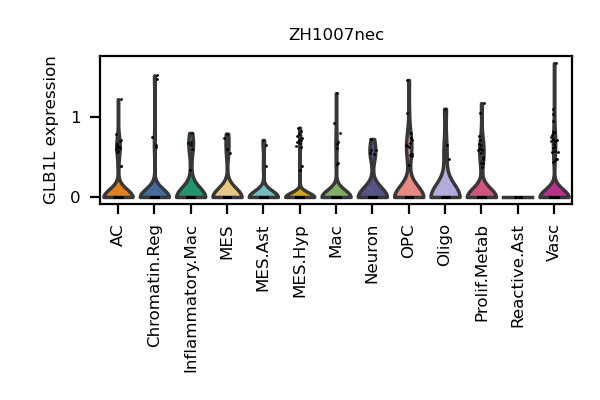 ZH1007nec
GLB1L expression
1
0
AC
Chromatin.Reg
Inflammatory.Mac
MES
MES.Ast
MES.Hyp
Mac
Neuron
OPC
Oligo
Prolif.Metab
Reactive.Ast
Vasc